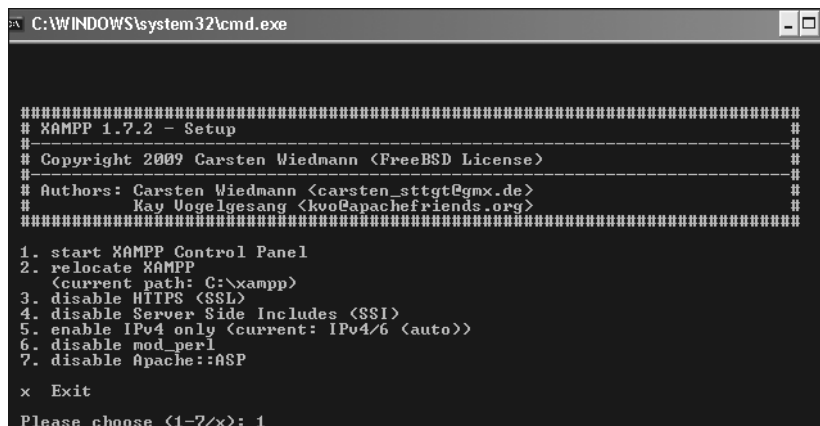 C:\WINDOWS\system32\cmd.exe
################################################################################
# XAMPP 1.7.2 - Setup #
#------------------------------------------------------------------------------#
# Copyright 2009 Carsten Wiedmann (FreeBSD License) #
#------------------------------------------------------------------------------#
# Authors: Carsten Wiedmann <carsten_sttgt@gmx.de> #
# Kay Vogelgesang <kvo@apachefriends.org> #
################################################################################
1. start XAMPP Control Panel
2. relocate XAMPP
(current path: C:\xampp)
3. disable HTTPS (SSL)
4. disable Server Side Includes (SSI)
5. enable IPv4 only (current: IPv4/6 (auto))
6. disable mod_perl
7. disable Apache::ASP
x Exit
Please choose (1-7/x): 1